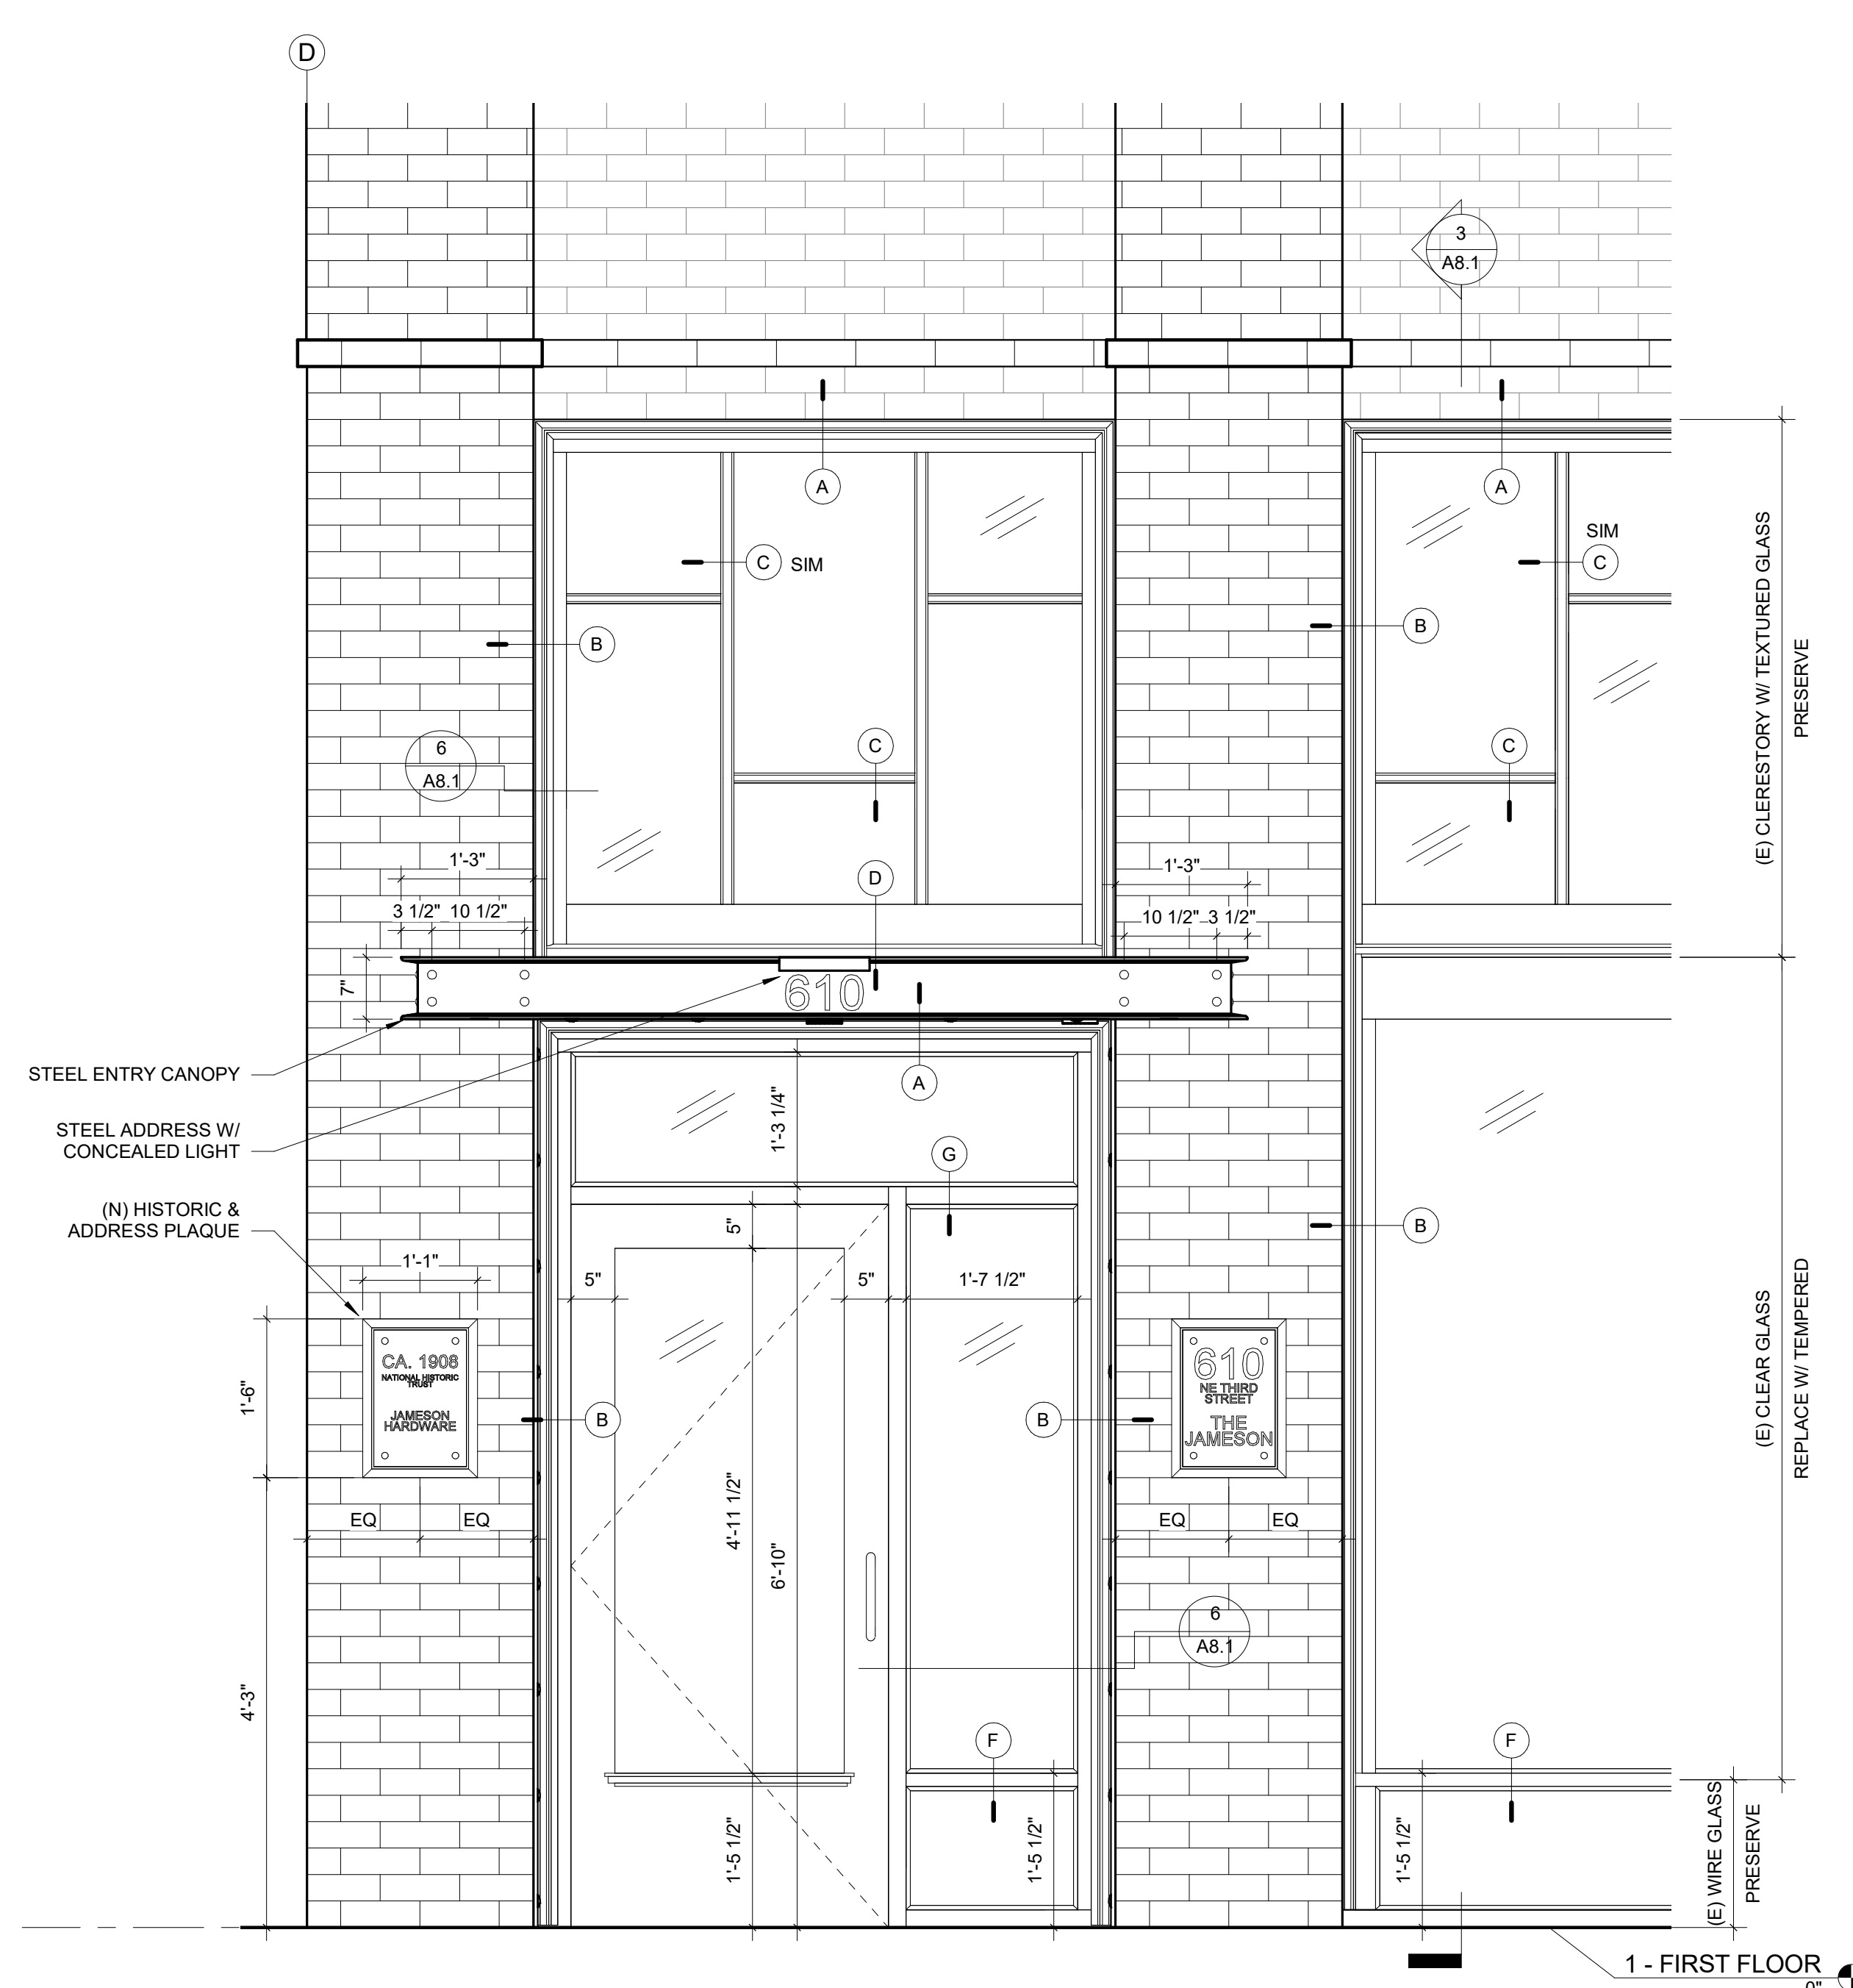 D
3
A8.1
A
A
SIM
C SIM
C
B
B
6
A8.1
C
C
(E) CLERESTORY W/ TEXTURED GLASS
PRESERVE
1'-3"
1'-3"
D
3 1/2" 10 1/2"
10 1/2" 3 1/2"
7"
610
STEEL ENTRY CANOPY
A
1'-3 1/4"
STEEL ADDRESS W/
CONCEALED LIGHT
G
(N) HISTORIC &
ADDRESS PLAQUE
B
5"
1'-1"
5"
5"
1'-7 1/2"
CA. 1908
NATIONAL HISTORIC
TRUST
JAMESON
HARDWARE
610
NE THIRD
STREET
THE
JAMESON
1'-6"
B
B
(E) CLEAR GLASS
REPLACE W/ TEMPERED
EQ EQ
EQ EQ
4'-11 1/2"
6'-10"
6
A8.1
4'-3"
F
F
1'-5 1/2"
1'-5 1/2"
1'-5 1/2"
(E) WIRE GLASS
PRESERVE
1 - FIRST FLOOR
0"